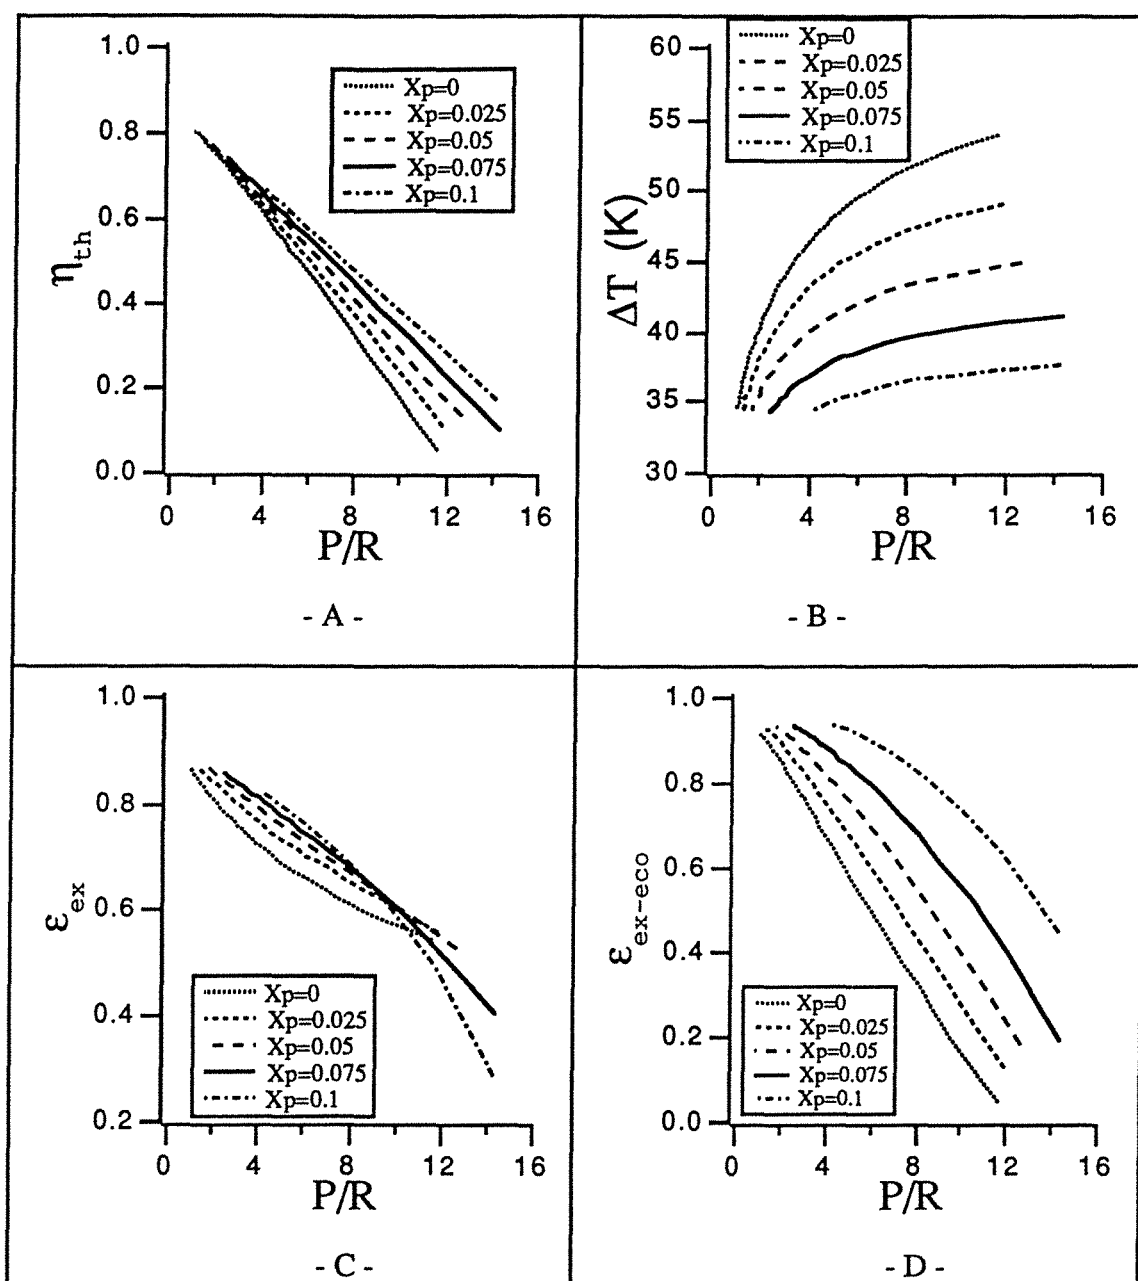 1.0
0.8
0.6
0.4
0.2
0.0
η_th
Xp=0
Xp=0.025
Xp=0.05
Xp=0.075
Xp=0.1
0 4 8 12 16
P/R
- A -
60
55
50
45
40
35
30
ΔT (K)
Xp=0
Xp=0.025
Xp=0.05
Xp=0.075
Xp=0.1
0 4 8 12 16
P/R
- B -
1.0
0.8
0.6
0.4
0.2
ε_ex
Xp=0
Xp=0.025
Xp=0.05
Xp=0.075
Xp=0.1
0 4 8 12 16
P/R
- C -
1.0
0.8
0.6
0.4
0.2
0.0
ε_ex-eco
Xp=0
Xp=0.025
Xp=0.05
Xp=0.075
Xp=0.1
0 4 8 12 16
P/R
- D -